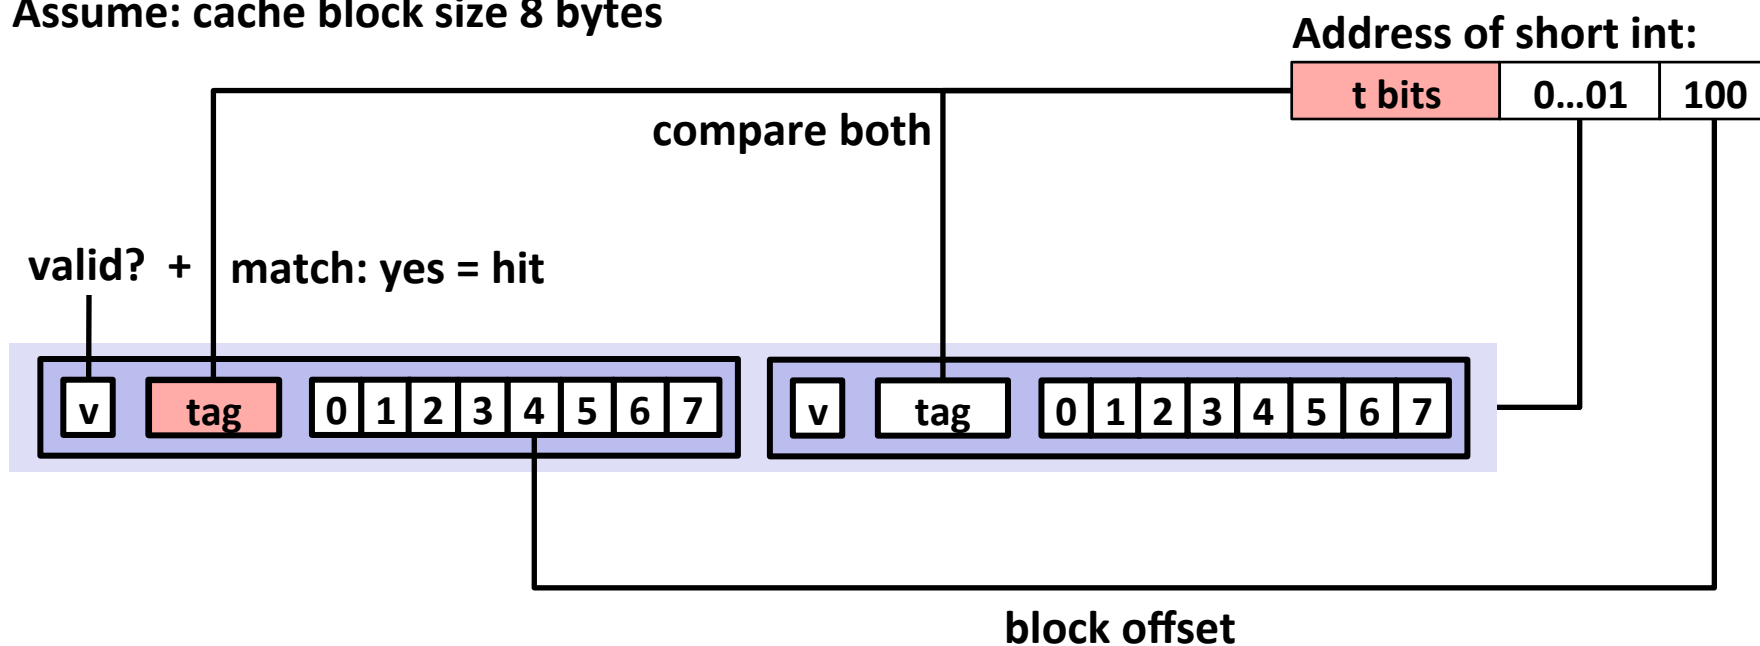 Assume: cache block size 8 bytes
Address of short int:
t bits 0...01 100
compare both
valid? + match: yes = hit
v tag 0 1 2 3 4 5 6 7 v tag 0 1 2 3 4 5 6 7
block offset